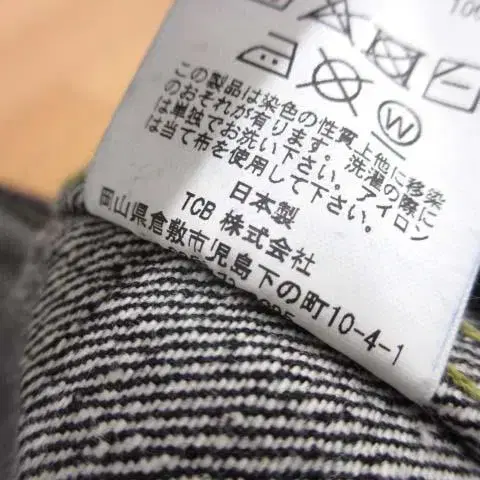 この製品は染色の性質上他に移染
のおそれが有ります。洗濯の際に
は単独でお洗い下さい。アイロン
は当て布を使用して下さい。
日本製
TCB 株式会社
岡山県倉敷市児島下の町10-4-1
W